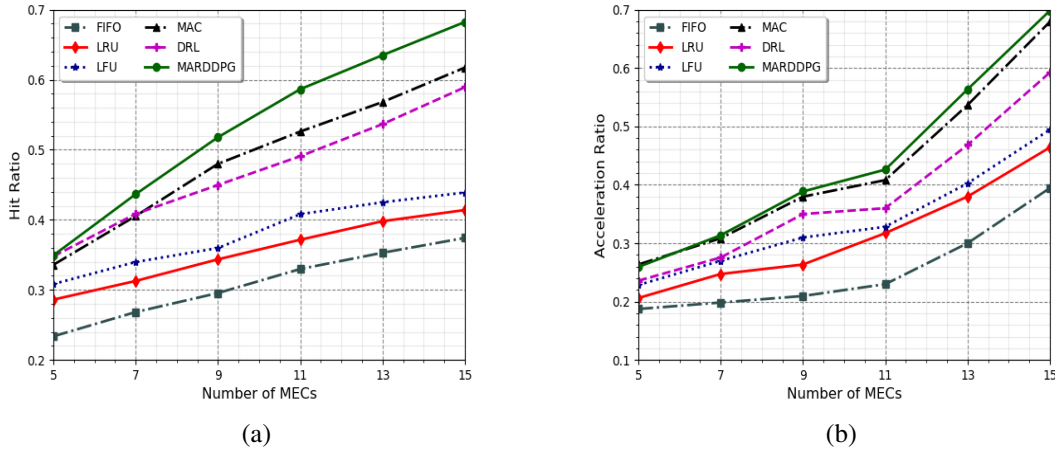 0.7
0.6
0.5
0.4
0.3
0.2
Hit Ratio
FIFO
LRU
LFU
MAC
DRL
MARDDPG
5 7 9 11 13 15
Number of MECs
(a)
0.7
0.6
0.5
0.4
0.3
0.2
0.1
Acceleration Ratio
FIFO
LRU
LFU
MAC
DRL
MARDDPG
5 7 9 11 13 15
Number of MECs
(b)